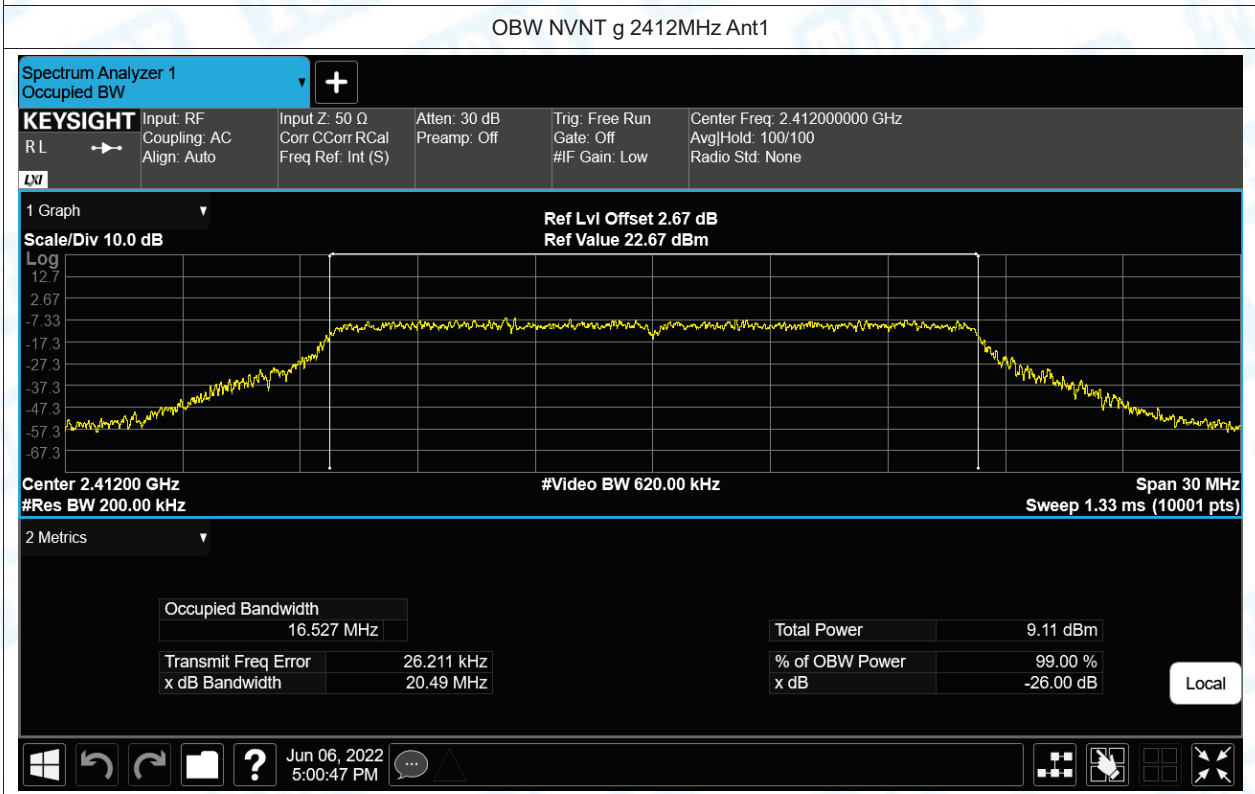 OBW NVNT g 2412MHz Ant1
Spectrum Analyzer 1
Occupied BW
KEYSIGHT
RL
LXI
Input: RF
Coupling: AC
Align: Auto
Input Z: 50 Ω
Corr CCorr RCal
Freq Ref: Int (S)
Atten: 30 dB
Preamp: Off
Trig: Free Run
Gate: Off
#IF Gain: Low
Center Freq: 2.412000000 GHz
Avg|Hold: 100/100
Radio Std: None
1 Graph
Scale/Div 10.0 dB
Ref Lvl Offset 2.67 dB
Ref Value 22.67 dBm
Log
12.7
2.67
-7.33
-17.3
-27.3
-37.3
-47.3
-57.3
-67.3
Center 2.41200 GHz
#Video BW 620.00 kHz
Span 30 MHz
#Res BW 200.00 kHz
Sweep 1.33 ms (10001 pts)
2 Metrics
Occupied Bandwidth
16.527 MHz
Total Power 9.11 dBm
Transmit Freq Error 26.211 kHz
% of OBW Power 99.00 %
x dB Bandwidth 20.49 MHz
x dB -26.00 dB
Local
Jun 06, 2022
5:00:47 PM